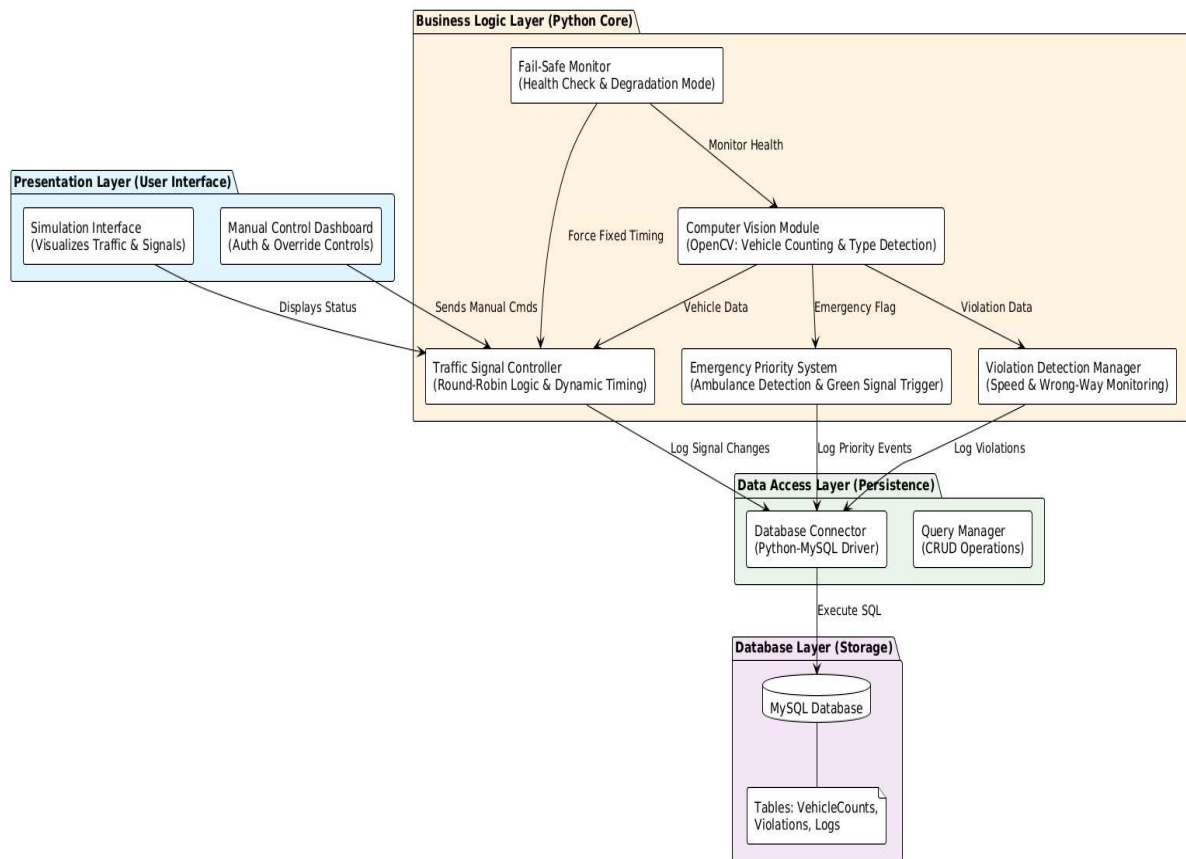 Business Logic Layer (Python Core)
Fail-Safe Monitor
(Health Check & Degradation Mode)
Monitor Health
Presentation Layer (User Interface)
Simulation Interface
(Visualizes Traffic & Signals)
Manual Control Dashboard
(Auth & Override Controls)
Force Fixed Timing
Computer Vision Module
(OpenCV: Vehicle Counting & Type Detection)
Displays Status
Sends Manual Cmds
Vehicle Data
Emergency Flag
Violation Data
Traffic Signal Controller
(Round-Robin Logic & Dynamic Timing)
Emergency Priority System
(Ambulance Detection & Green Signal Trigger)
Violation Detection Manager
(Speed & Wrong-Way Monitoring)
Log Signal Changes
Log Priority Events
Log Violations
Data Access Layer (Persistence)
Database Connector
(Python-MySQL Driver)
Query Manager
(CRUD Operations)
Execute SQL
Database Layer (Storage)
MySQL Database
Tables: VehicleCounts,
Violations, Logs